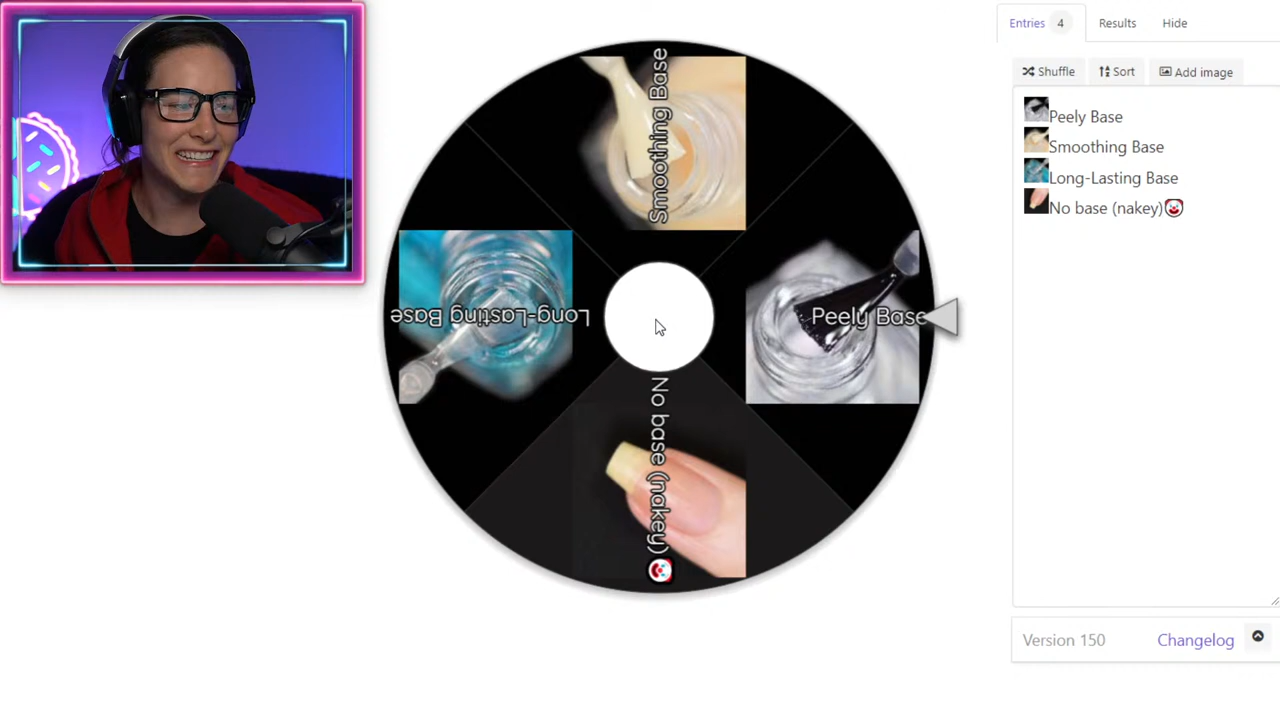 Entries 4
Results
Hide
Shuffle
Sort
Add image
Peely Base
Smoothing Base
Long-Lasting Base
No base (nakey)🤡
Smoothing Base
Long-Lasting Base
Peely Base
No base (nakey)🤡
Version 150
Changelog